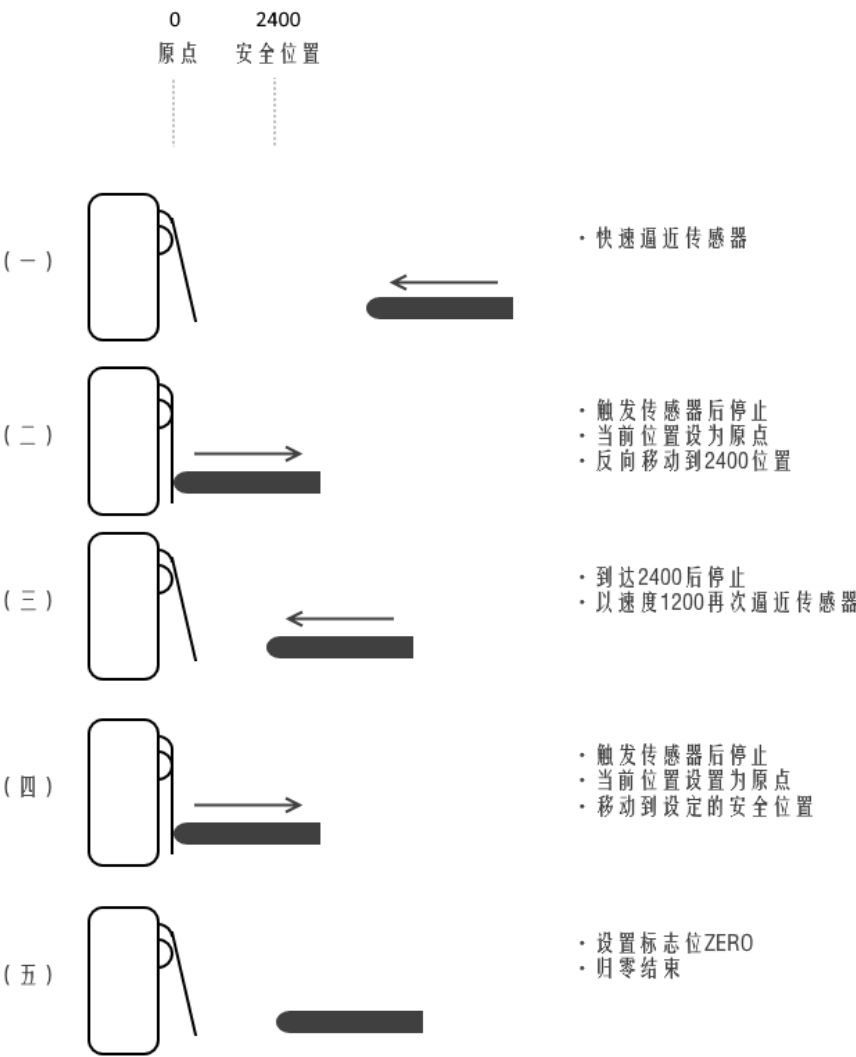 0 2400
原点 安全位置
(一)
・快速逼近传感器
(二)
・触发传感器后停止
・当前位置设为原点
・反向移动到2400位置
(三)
・到达2400后停止
・以速度1200再次逼近传感器
(四)
・触发传感器后停止
・当前位置设置为原点
・移动到设定的安全位置
(五)
・设置标志位ZERO
・归零结束